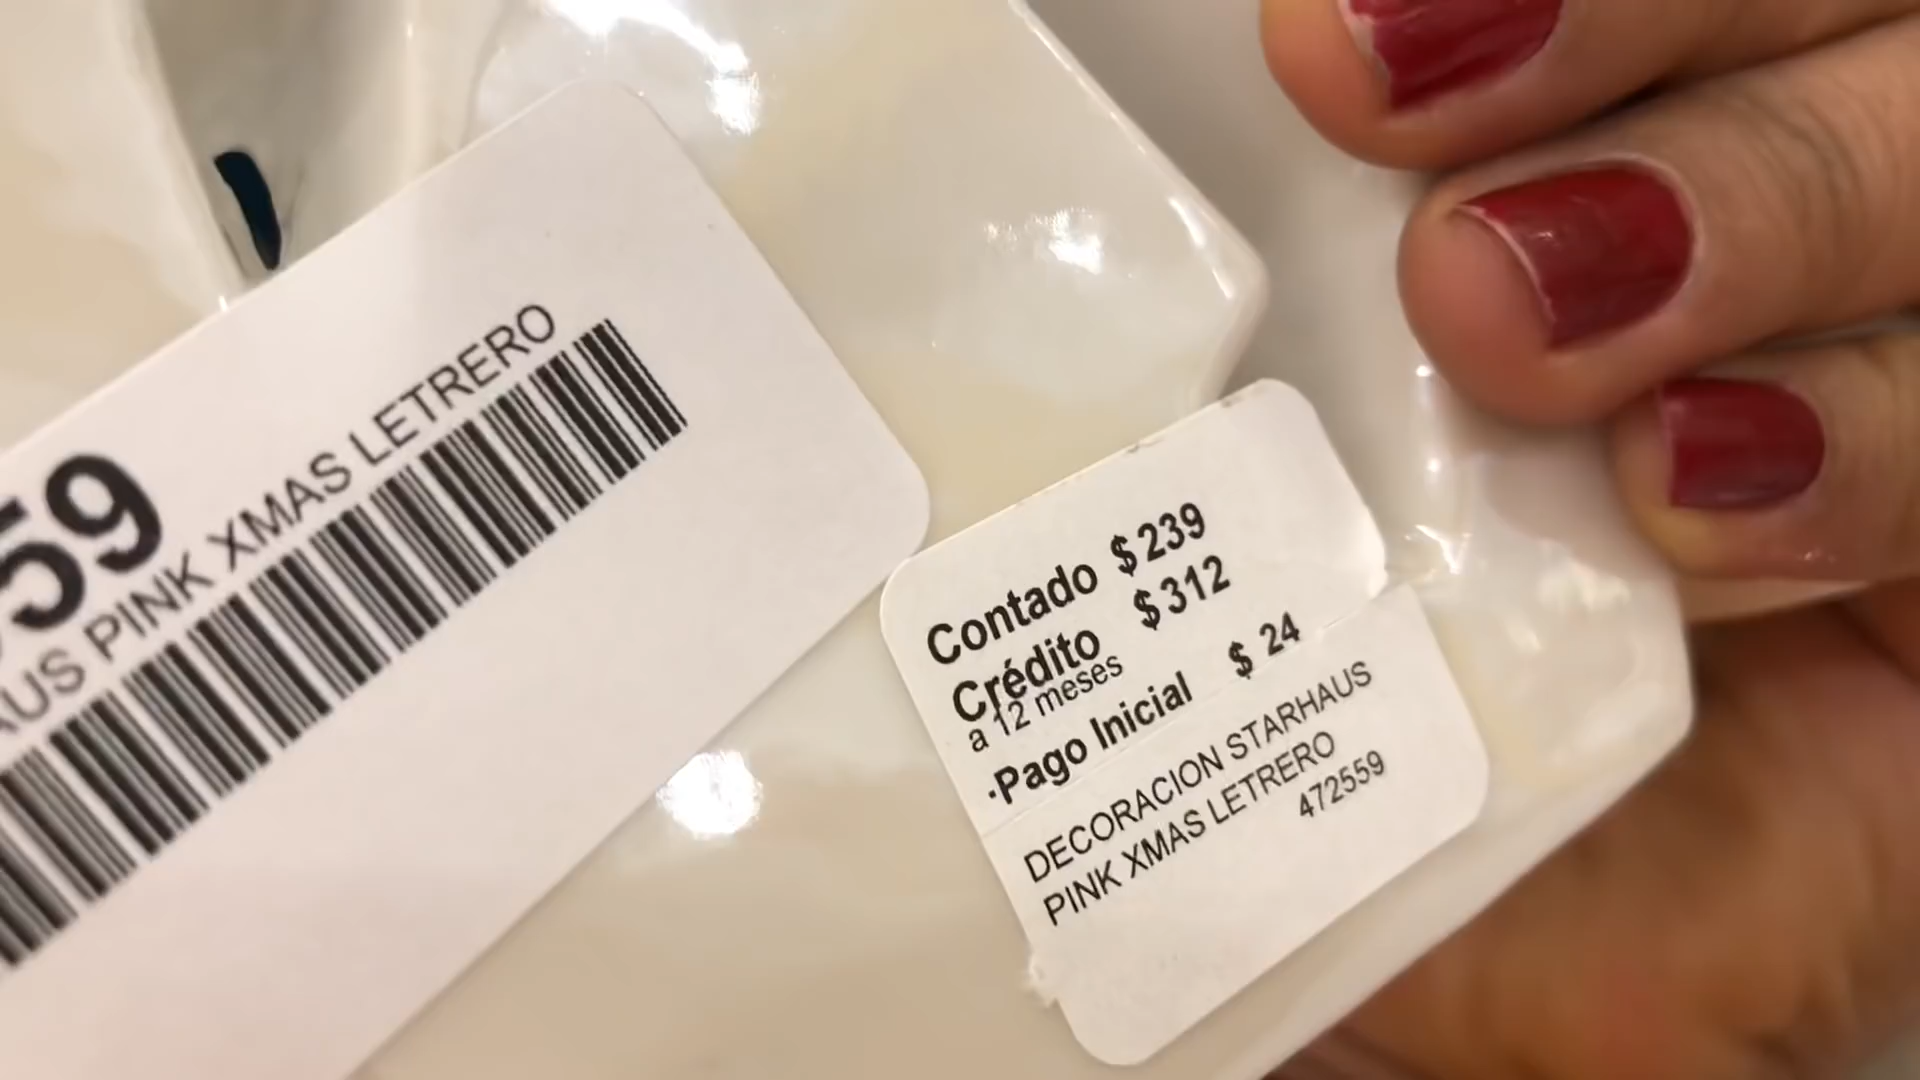 59
AUS PINK XMAS LETRERO
Contado $239
Crédito $312
a 12 meses
·Pago Inicial $ 24
DECORACION STARHAUS
PINK XMAS LETRERO
472559